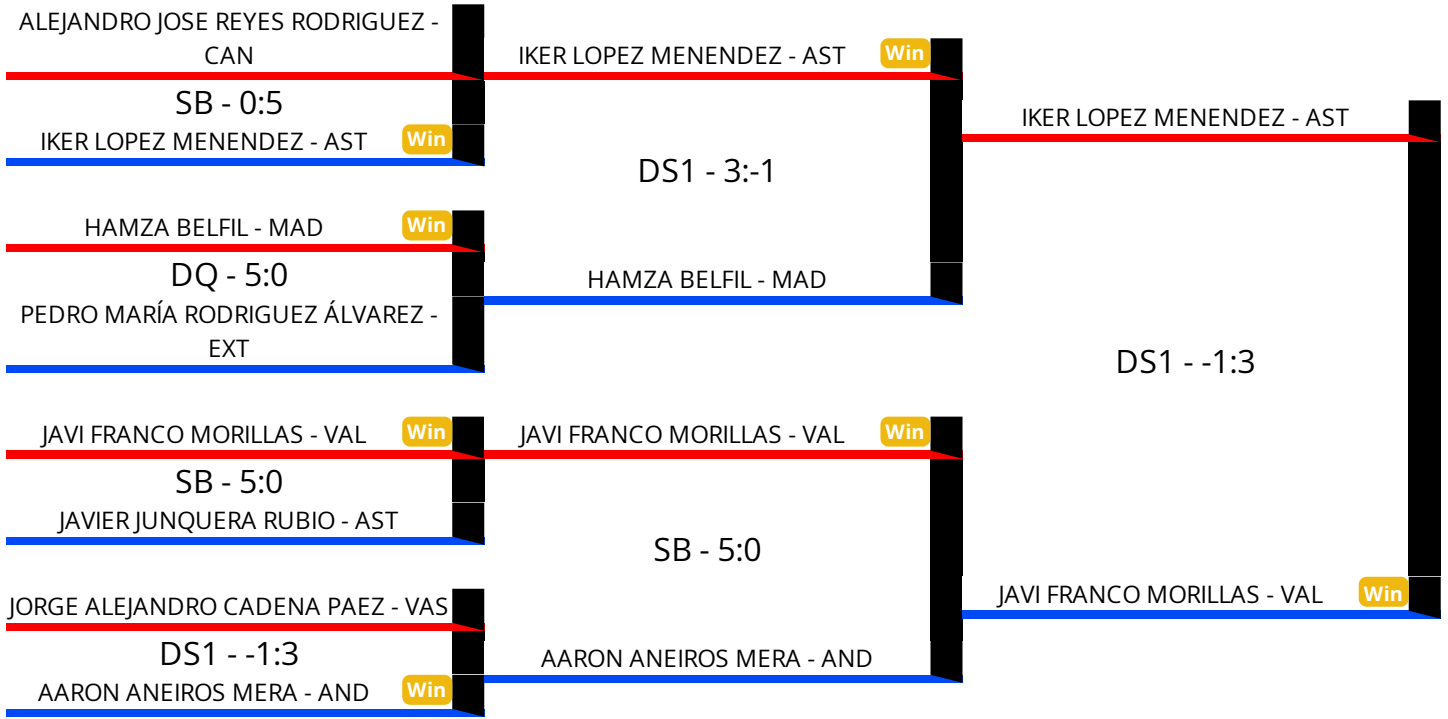 ALEJANDRO JOSE REYES RODRIGUEZ -
CAN
SB - 0:5
IKER LOPEZ MENENDEZ - AST Win
HAMZA BELFIL - MAD Win
DQ - 5:0
PEDRO MARÍA RODRIGUEZ ÁLVAREZ -
EXT
JAVI FRANCO MORILLAS - VAL Win
SB - 5:0
JAVIER JUNQUERA RUBIO - AST
JORGE ALEJANDRO CADENA PAEZ - VAS
DS1 - -1:3
AARON ANEIROS MERA - AND Win
IKER LOPEZ MENENDEZ - AST Win
DS1 - 3:-1
HAMZA BELFIL - MAD
JAVI FRANCO MORILLAS - VAL Win
SB - 5:0
AARON ANEIROS MERA - AND
IKER LOPEZ MENENDEZ - AST
DS1 - -1:3
JAVI FRANCO MORILLAS - VAL Win